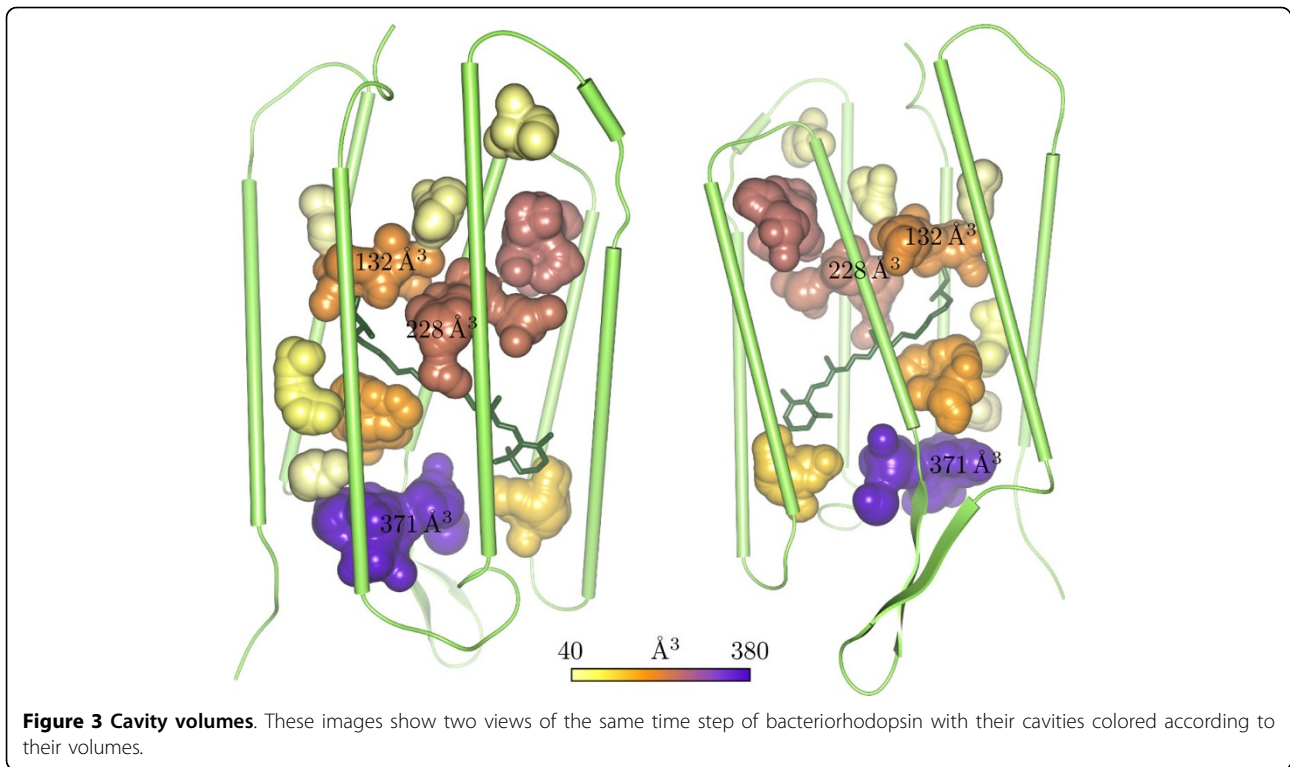 132 Å³
228 Å³
371 Å³
132 Å³
228 Å³
371 Å³
40 Å³ 380
Figure 3 Cavity volumes. These images show two views of the same time step of bacteriorhodopsin with their cavities colored according to
their volumes.